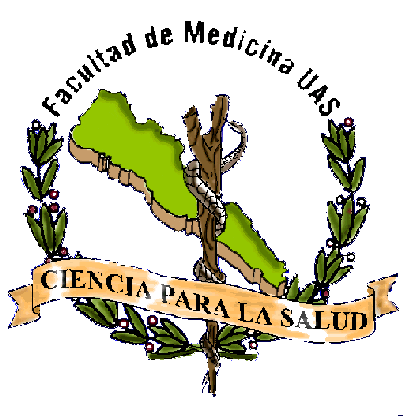 Facultad de Medicina UAS
CIENCIA PARA LA SALUD